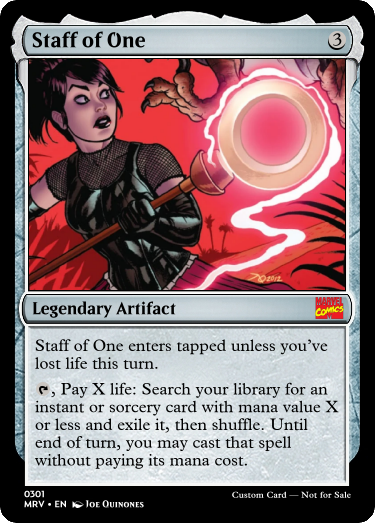 Staff of One 3
2012
Legendary Artifact
MARVEL
COMICS
Staff of One enters tapped unless you've
lost life this turn.
, Pay X life: Search your library for an
instant or sorcery card with mana value X
or less and exile it, then shuffle. Until
end of turn, you may cast that spell
without paying its mana cost.
0301
MRV • EN Joe Quinones
Custom Card — Not for Sale